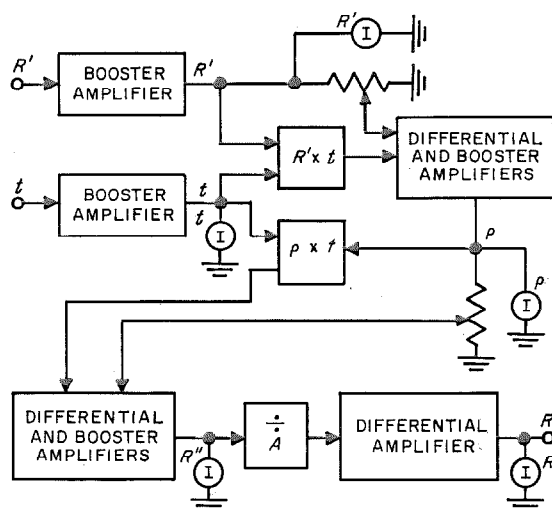 R'
I
R'
BOOSTER
AMPLIFIER
R'
DIFFERENTIAL
AND BOOSTER
AMPLIFIERS
R' x t
t
BOOSTER
AMPLIFIER
t
t
I
p x t
p
p
I
DIFFERENTIAL
AND BOOSTER
AMPLIFIERS
R"
I
÷
A
DIFFERENTIAL
AMPLIFIER
R
I
R